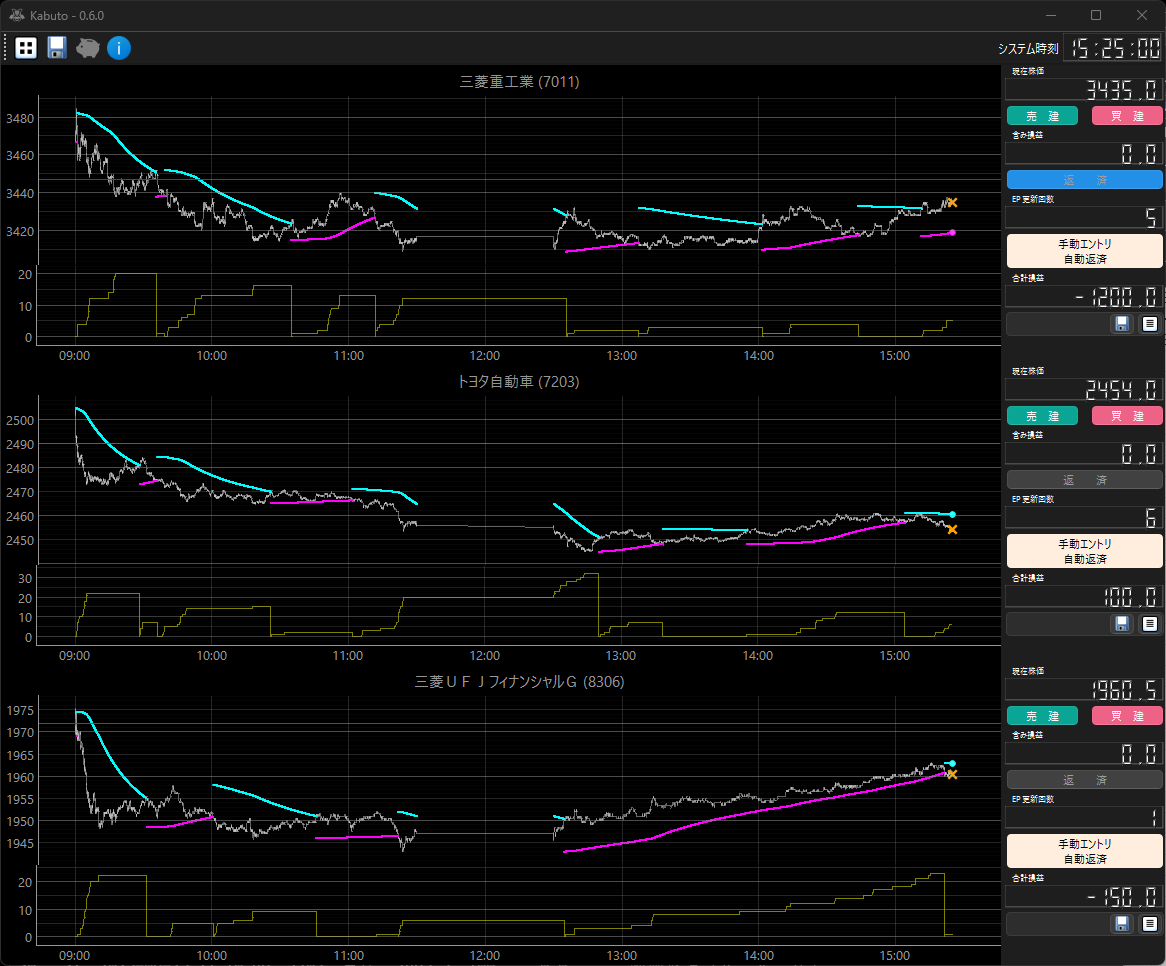 Kabuto - 0.6.0
システム時刻 15:25:00
三菱重工業 (7011)
3480
3460
3440
3420
20
10
0
09:00 10:00 11:00 12:00 13:00 14:00 15:00
現在株価
3435.0
売 建 買 建
含み損益
0.0
返 済
EP 更新回数
5
手動エントリ
自動返済
合計損益
-1200.0
トヨタ自動車 (7203)
2500
2490
2480
2470
2460
2450
30
20
10
0
09:00 10:00 11:00 12:00 13:00 14:00 15:00
現在株価
2454.0
売 建 買 建
含み損益
0.0
返 済
EP 更新回数
6
手動エントリ
自動返済
合計損益
100.0
三菱ＵＦＪフィナンシャルＧ (8306)
1975
1970
1965
1960
1955
1950
1945
20
10
0
09:00 10:00 11:00 12:00 13:00 14:00 15:00
現在株価
1960.5
売 建 買 建
含み損益
0.0
返 済
EP 更新回数
1
手動エントリ
自動返済
合計損益
-150.0